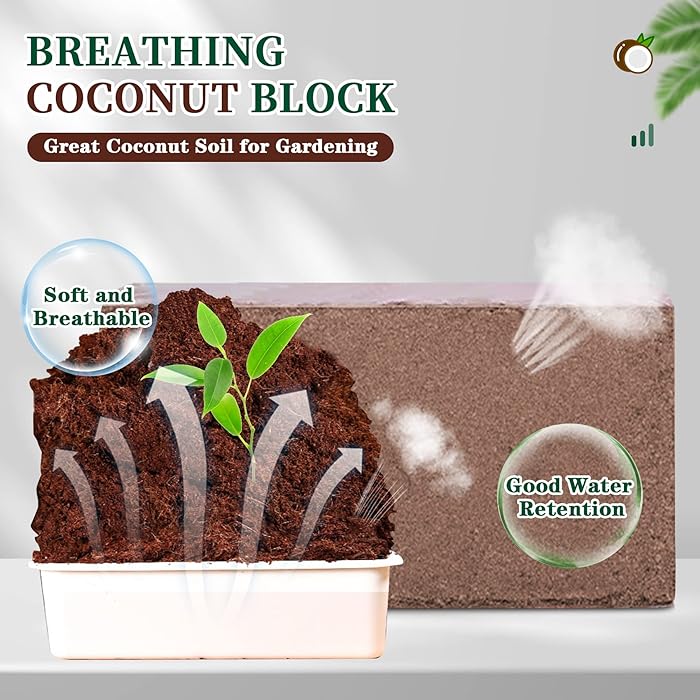 BREATHING
COCONUT BLOCK
Great Coconut Soil for Gardening
Soft and
Breathable
Good Water
Retention